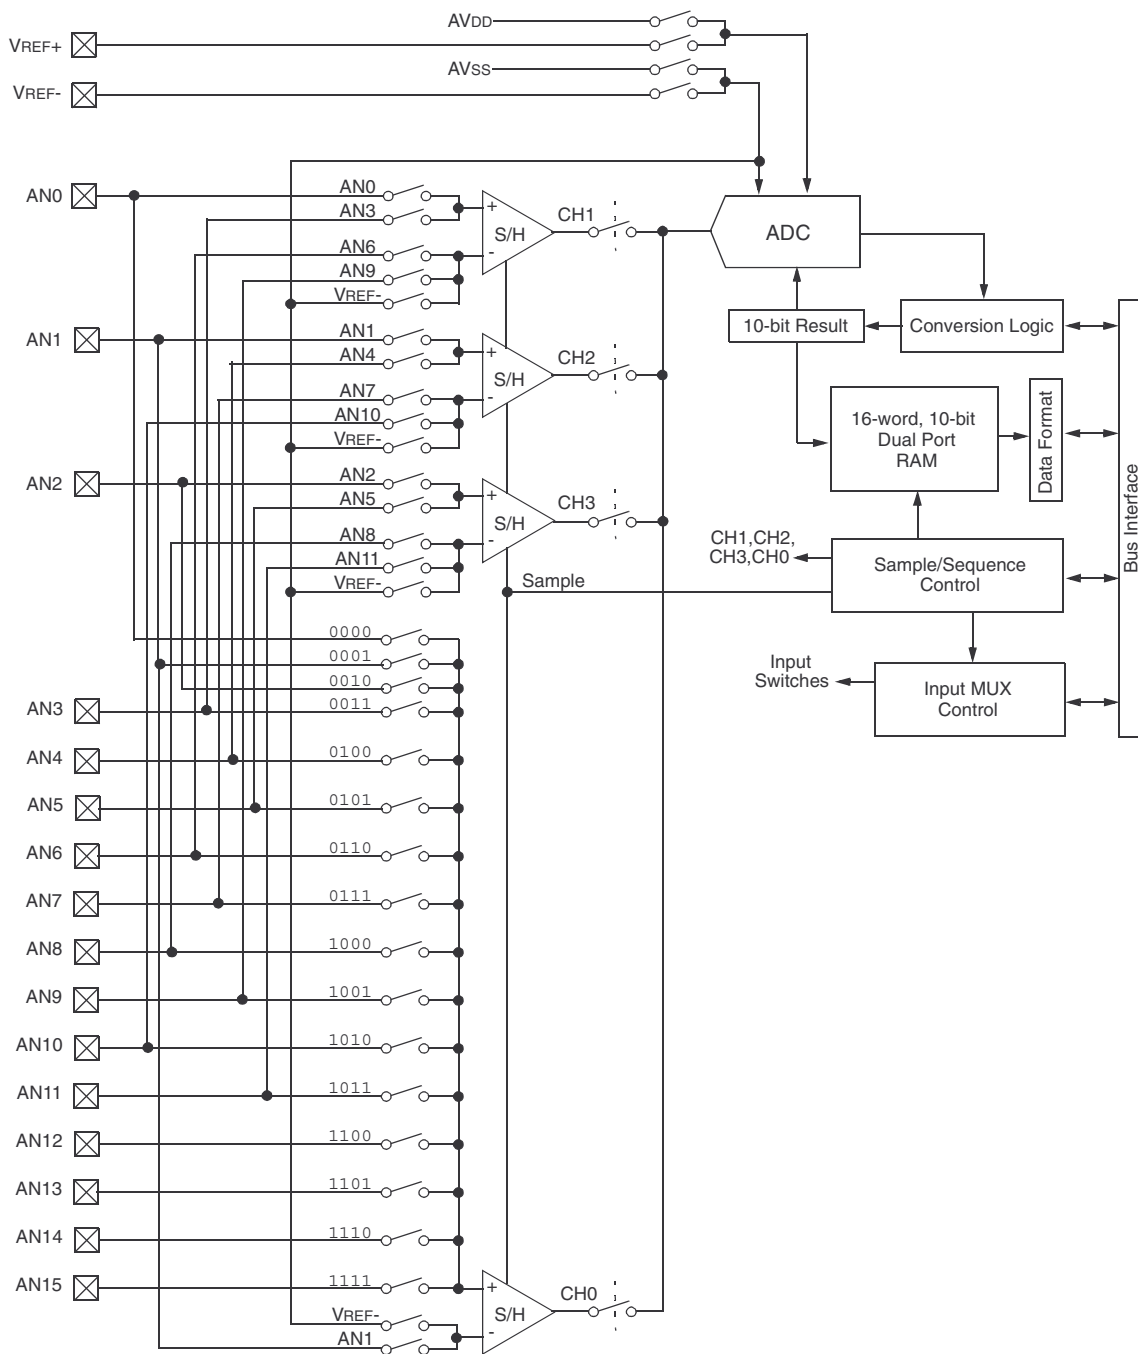 AVDD
VREF+
AVSS
VREF-
AN0
AN0
AN3
+
S/H
-
CH1
AN6
AN9
VREF-
ADC
10-bit Result
Conversion Logic
AN1
AN1
AN4
+
S/H
-
CH2
AN7
AN10
VREF-
16-word, 10-bit
Dual Port
RAM
Data Format
Bus Interface
AN2
AN2
AN5
+
S/H
-
CH3
AN8
AN11
VREF-
CH1,CH2,
CH3,CH0
Sample/Sequence
Control
Sample
0000
0001
0010
Input
Switches
Input MUX
Control
AN3
0011
AN4
0100
AN5
0101
AN6
0110
AN7
0111
AN8
1000
AN9
1001
AN10
1010
AN11
1011
AN12
1100
AN13
1101
AN14
1110
AN15
1111
+
S/H
-
CH0
VREF-
AN1